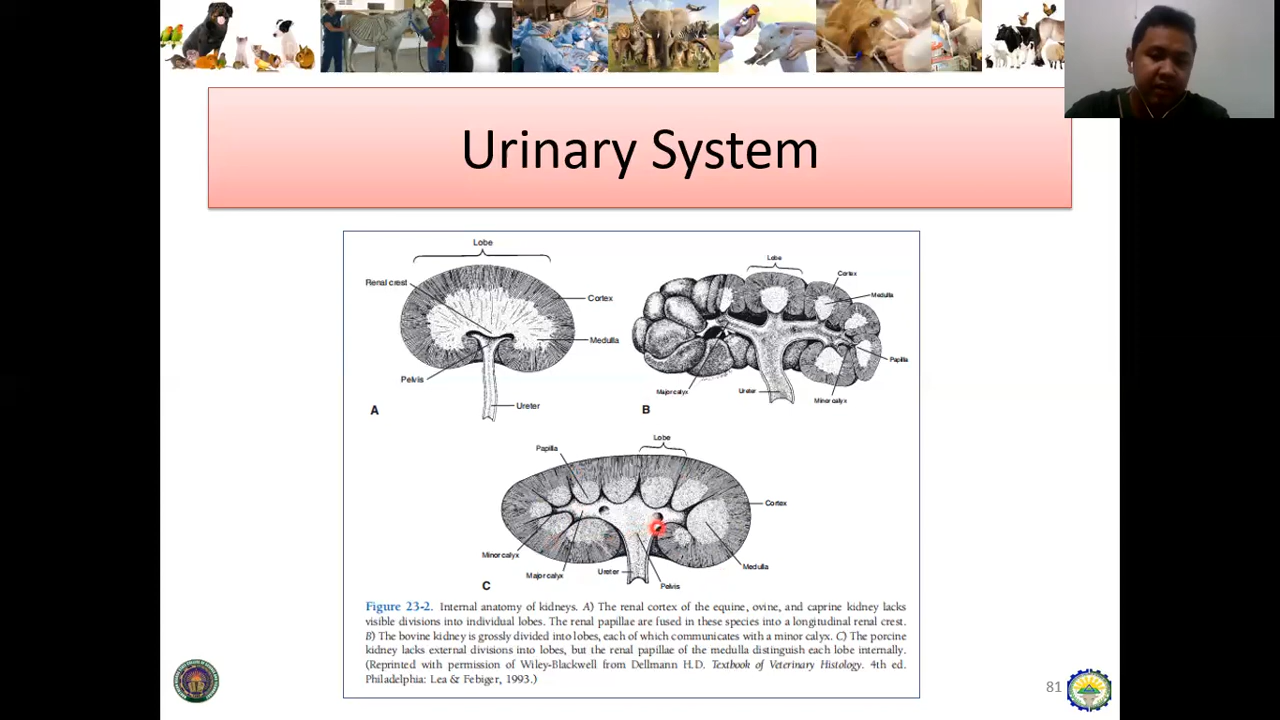 Urinary System
Lobe
Renal crest
Cortex
Medulla
Pelvis
Ureter
A
Lobe
Cortex
Medulla
Papilla
Major calyx
Ureter
Minor calyx
B
Lobe
Papilla
Cortex
Minor calyx
Major calyx
Ureter
Medulla
Pelvis
C
Figure 23-2. Internal anatomy of kidneys. A) The renal cortex of the equine, ovine, and caprine kidney lacks
visible divisions into individual lobes. The renal papillae are fused in these species into a longitudinal renal crest.
B) The bovine kidney is grossly divided into lobes, each of which communicates with a minor calyx. C) The porcine
kidney lacks external divisions into lobes, but the renal papillae of the medulla distinguish each lobe internally.
(Reprinted with permission of Wiley-Blackwell from Dellmann H.D. Textbook of Veterinary Histology. 4th ed.
Philadelphia: Lea & Febiger, 1993.)
81